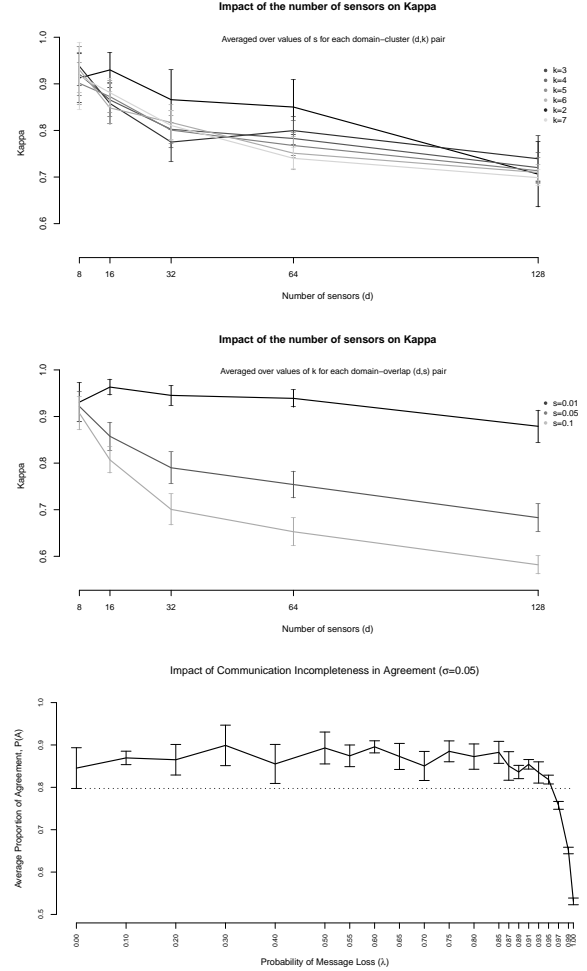 Impact of the number of sensors on Kappa
Averaged over values of s for each domain-cluster (d,k) pair
Kappa
1.0
0.9
0.8
0.7
0.6
k=3
k=4
k=5
k=6
k=2
k=7
8 16 32 64 128
Number of sensors (d)
Impact of the number of sensors on Kappa
Averaged over values of k for each domain−overlap (d,s) pair
Kappa
1.0
0.9
0.8
0.7
0.6
s=0.01
s=0.05
s=0.1
8 16 32 64 128
Number of sensors (d)
Impact of Communication Incompleteness in Agreement (σ=0.05)
Average Proportion of Agreement, P(A)
1.0
0.9
0.8
0.7
0.6
0.5
0.00 0.10 0.20 0.30 0.40 0.50 0.55 0.60 0.65 0.70 0.75 0.80 0.85 0.87 0.89 0.91 0.93 0.95 0.97 0.99 1.00
Probability of Message Loss (λ)